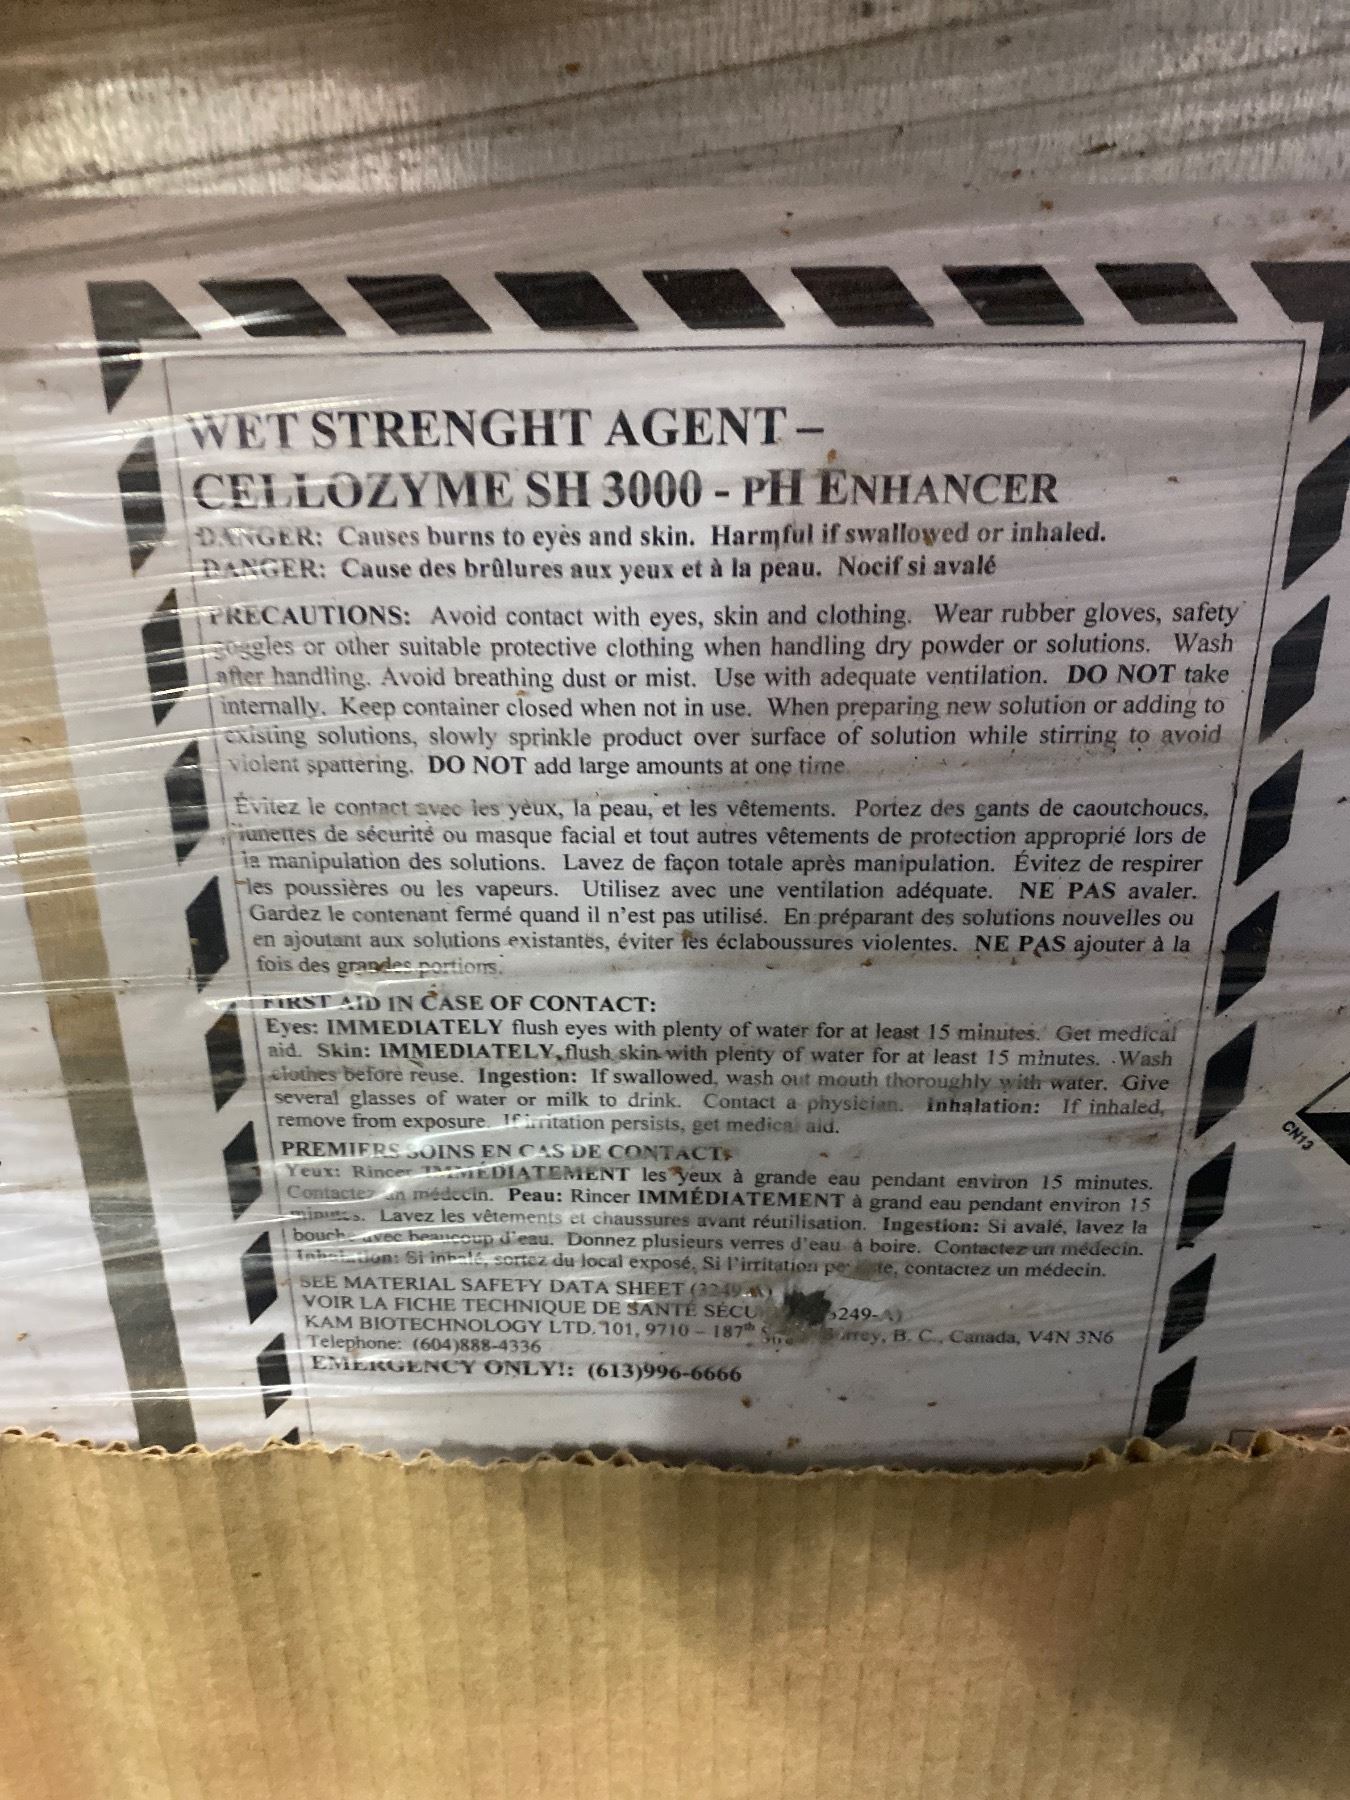 WET STRENGHT AGENT –
CELLOZYME SH 3000 - PH ENHANCER
DANGER: Causes burns to eyes and skin. Harmful if swallowed or inhaled.
DANGER: Cause des brûlures aux yeux et à la peau. Nocif si avalé
PRECAUTIONS: Avoid contact with eyes, skin and clothing. Wear rubber gloves, safety
goggles or other suitable protective clothing when handling dry powder or solutions. Wash
after handling. Avoid breathing dust or mist. Use with adequate ventilation. DO NOT take
internally. Keep container closed when not in use. When preparing new solution or adding to
existing solutions, slowly sprinkle product over surface of solution while stirring to avoid
violent spattering. DO NOT add large amounts at one time.
Évitez le contact avec les yeux, la peau, et les vêtements. Portez des gants de caoutchoucs,
lunettes de sécurité ou masque facial et tout autres vêtements de protection approprié lors de
la manipulation des solutions. Lavez de façon totale après manipulation. Évitez de respirer
les poussières ou les vapeurs. Utilisez avec une ventilation adéquate. NE PAS avaler.
Gardez le contenant fermé quand il n'est pas utilisé. En préparant des solutions nouvelles ou
en ajoutant aux solutions existantes, éviter les éclaboussures violentes. NE PAS ajouter à la
fois des grandes portions.
FIRST AID IN CASE OF CONTACT:
Eyes: IMMEDIATELY flush eyes with plenty of water for at least 15 minutes. Get medical
aid. Skin: IMMEDIATELY, flush skin with plenty of water for at least 15 minutes. Wash
clothes before reuse. Ingestion: If swallowed, wash out mouth thoroughly with water. Give
several glasses of water or milk to drink. Contact a physician. Inhalation: If inhaled,
remove from exposure. If irritation persists, get medical aid.
PREMIERS SOINS EN CAS DE CONTACT:
Yeux: Rincer IMMÉDIATEMENT les yeux à grande eau pendant environ 15 minutes.
Contactez un médecin. Peau: Rincer IMMÉDIATEMENT à grand eau pendant environ 15
minutes. Lavez les vêtements et chaussures avant réutilisation. Ingestion: Si avalé, lavez la
bouche avec beaucoup d'eau. Donnez plusieurs verres d'eau à boire. Contactez un médecin.
Inhalation: Si inhalé, sortez du local exposé, Si l'irritation persiste, contactez un médecin.
SEE MATERIAL SAFETY DATA SHEET (3249-A)
VOIR LA FICHE TECHNIQUE DE SANTÉ SÉCU 3249-A)
KAM BIOTECHNOLOGY LTD. 101, 9710 – 187th Street Surrey, B. C., Canada, V4N 3N6
Telephone: (604)888-4336
EMERGENCY ONLY!: (613)996-6666
CN13